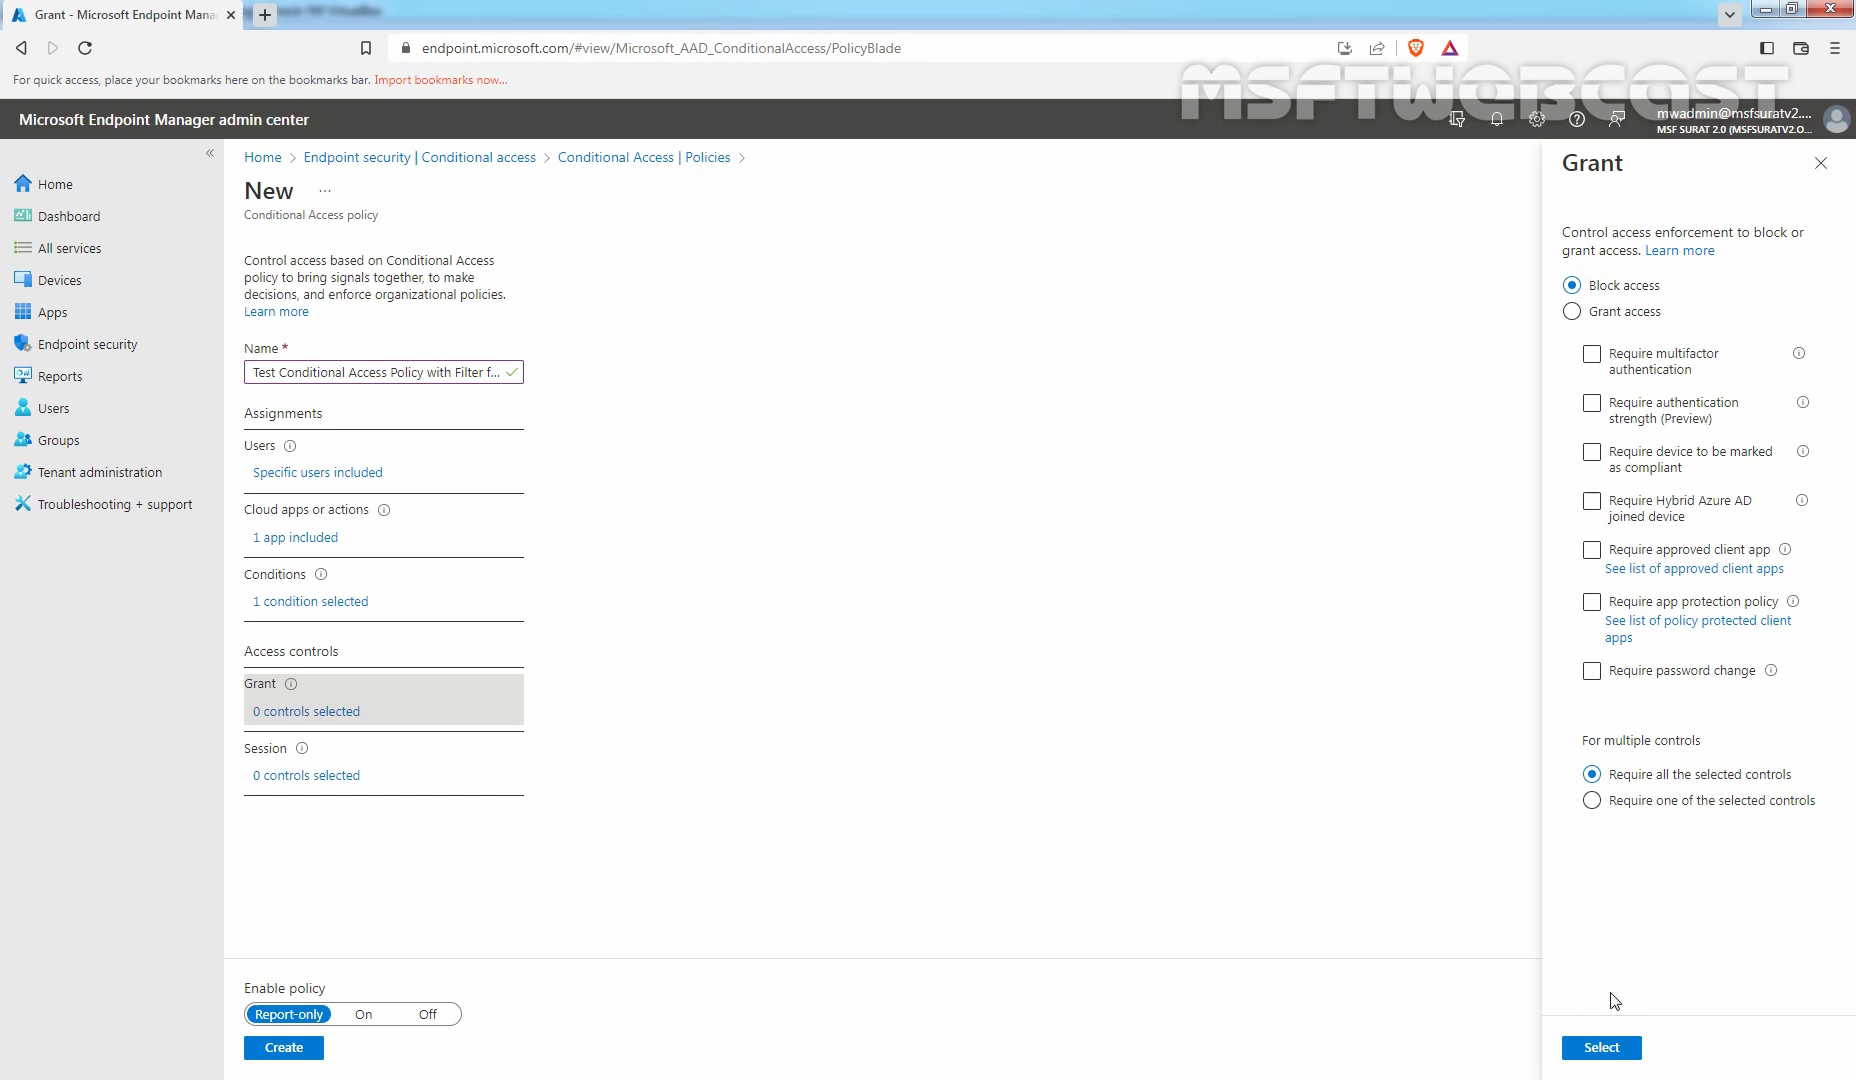 Grant - Microsoft Endpoint Mana
For quick access, place your bookmarks here on the bookmarks bar. Import bookmarks now...
endpoint.microsoft.com/#view/Microsoft_AAD_ConditionalAccess/PolicyBlade
MSFTWEBCAST
Microsoft Endpoint Manager admin center
mwadmin@msfsuratv2....
MSF SURAT 2.0 (MSFSURATV2.O...
Home
Dashboard
All services
Devices
Apps
Endpoint security
Reports
Users
Groups
Tenant administration
Troubleshooting + support
Home > Endpoint security | Conditional access > Conditional Access | Policies >
New ...
Conditional Access policy
Control access based on Conditional Access
policy to bring signals together, to make
decisions, and enforce organizational policies.
Learn more
Name *
Test Conditional Access Policy with Filter f...
Assignments
Users
Specific users included
Cloud apps or actions
1 app included
Conditions
1 condition selected
Access controls
Grant
0 controls selected
Session
0 controls selected
Enable policy
Report-only On Off
Create
Grant
Control access enforcement to block or
grant access. Learn more
Block access
Grant access
Require multifactor
authentication
Require authentication
strength (Preview)
Require device to be marked
as compliant
Require Hybrid Azure AD
joined device
Require approved client app
See list of approved client apps
Require app protection policy
See list of policy protected client
apps
Require password change
For multiple controls
Require all the selected controls
Require one of the selected controls
Select